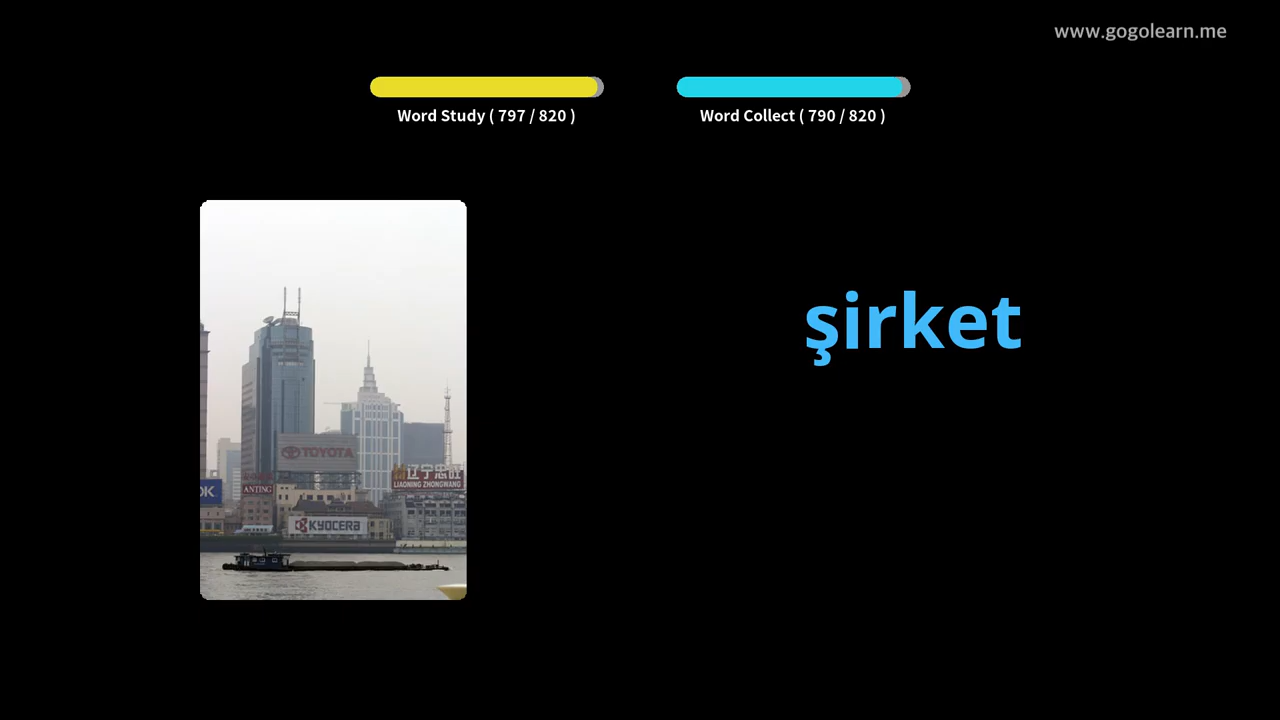 www.gogolearn.me
Word Study ( 797 / 820 )
Word Collect ( 790 / 820 )
şirket
TOYOTA
辽宁忠旺
LIAONING ZHONGWANG
OK
ANTING
KYOCERA